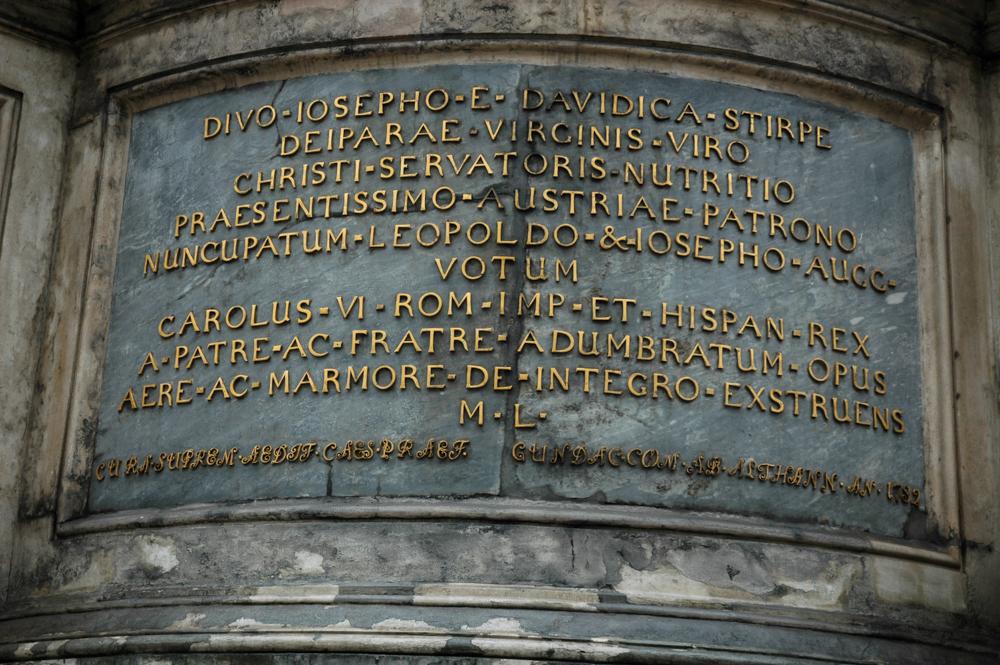 DIVO-IOSEPHO-E-DAVIDICA-STIRPE
DEIPARAE-VIRGINIS-VIRO
CHRISTI-SERVATORIS-NUTRITIO
PRAESENTISSIMO-AUSTRIAE-PATRONO
NUNCUPATUM-LEOPOLDO-&-IOSEPHO-AUGG-
VOTUM
CAROLUS-VI-ROM-IMP-ET-HISPAN-REX
A-PATRE-AC-FRATRE-ADUMBRATUM-OPUS
AERE-AC-MARMORE-DE-INTEGRO-EXSTRUENS
M·L·
CURA·SUPREM·AEDIF·CAES·PRAEF. GUNDAC·COM·AB·ALTHANN·AN·1732